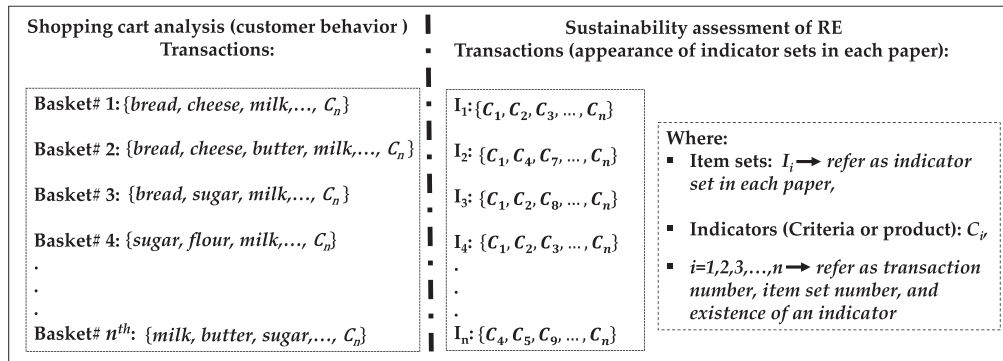 Shopping cart analysis (customer behavior )
Transactions:
Basket# 1: {bread, cheese, milk,…, Cn}
Basket# 2: {bread, cheese, butter, milk,…, Cn}
Basket# 3: {bread, sugar, milk,…, Cn}
Basket# 4: {sugar, flour, milk,…, Cn}
.
.
.
Basket# nth: {milk, butter, sugar,…, Cn}
Sustainability assessment of RE
Transactions (appearance of indicator sets in each paper):
I1: {C1, C2, C3, …, Cn}
I2: {C1, C4, C7, …, Cn}
I3: {C1, C2, C8, …, Cn}
I4: {C1, C2, C3, …, Cn}
.
.
.
In: {C4, C5, C9, …, Cn}
Where:
▪ Item sets: Ii → refer as indicator
set in each paper,
▪ Indicators (Criteria or product): Ci,
▪ i=1,2,3,…,n → refer as transaction
number, item set number, and
existence of an indicator